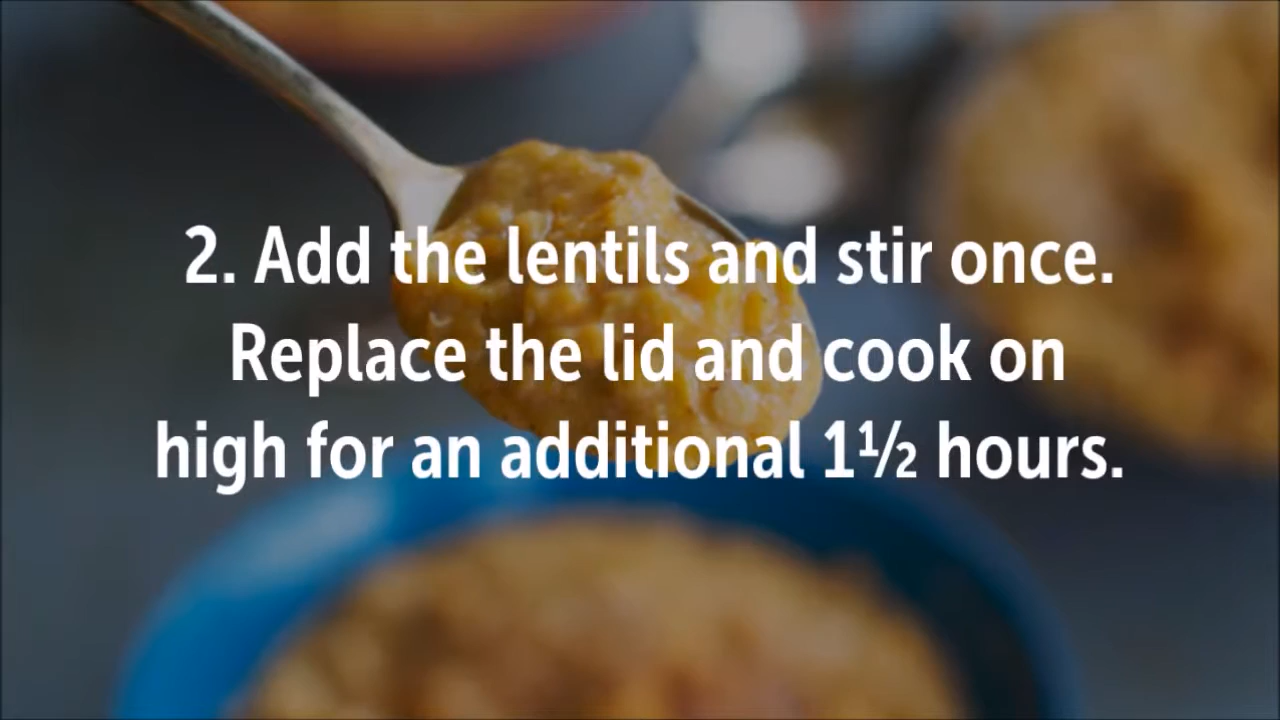 2. Add the lentils and stir once.
Replace the lid and cook on
high for an additional 1½ hours.